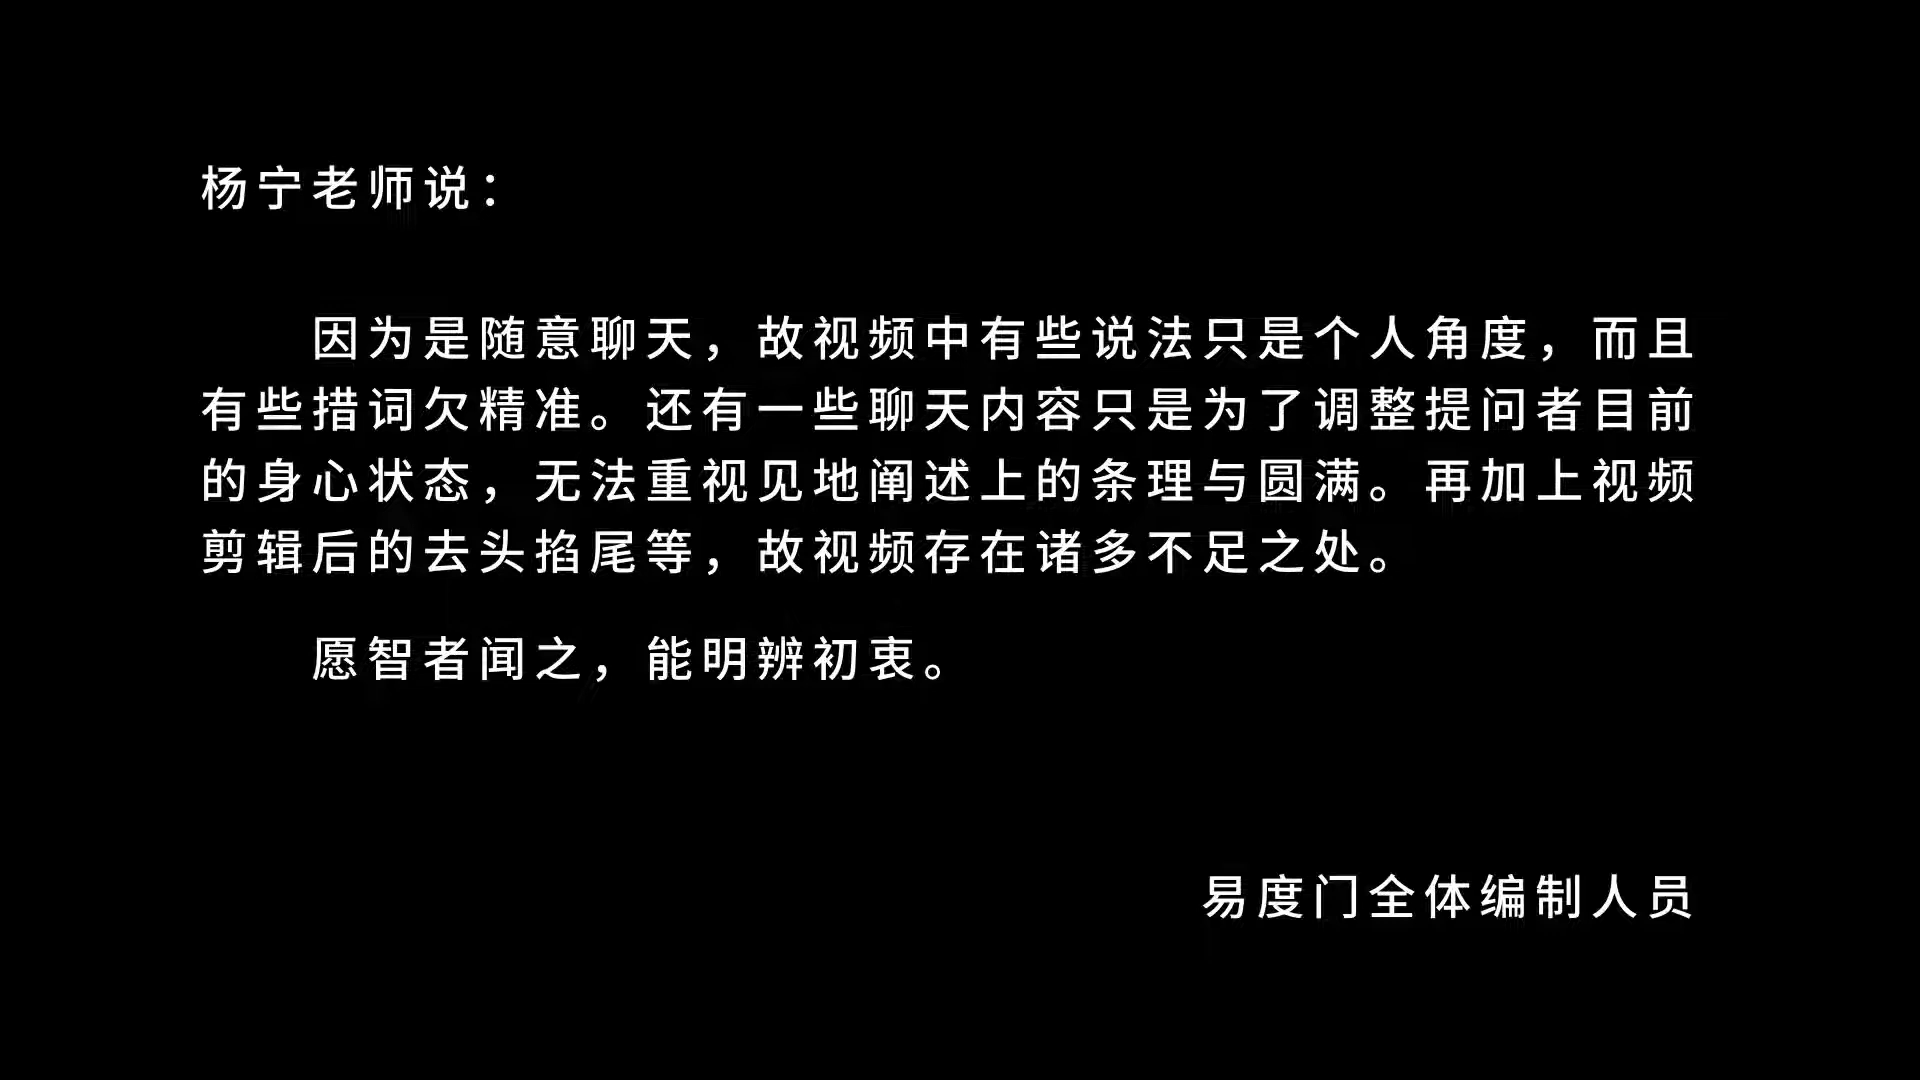 杨宁老师说：
因为是随意聊天，故视频中有些说法只是个人角度，而且
有些措词欠精准。还有一些聊天内容只是为了调整提问者目前
的身心状态，无法重视见地阐述上的条理与圆满。再加上视频
剪辑后的去头掐尾等，故视频存在诸多不足之处。
愿智者闻之，能明辨初衷。
易度门全体编制人员